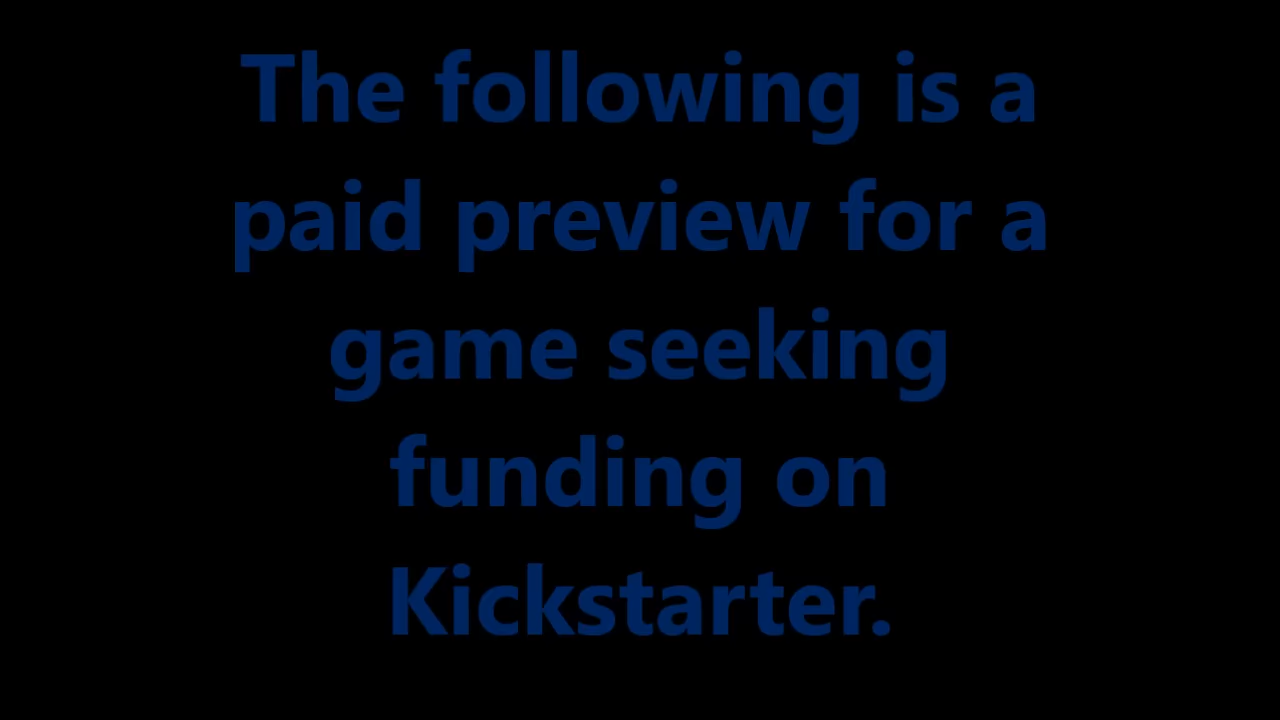 The following is a
paid preview for a
game seeking
funding on
Kickstarter.